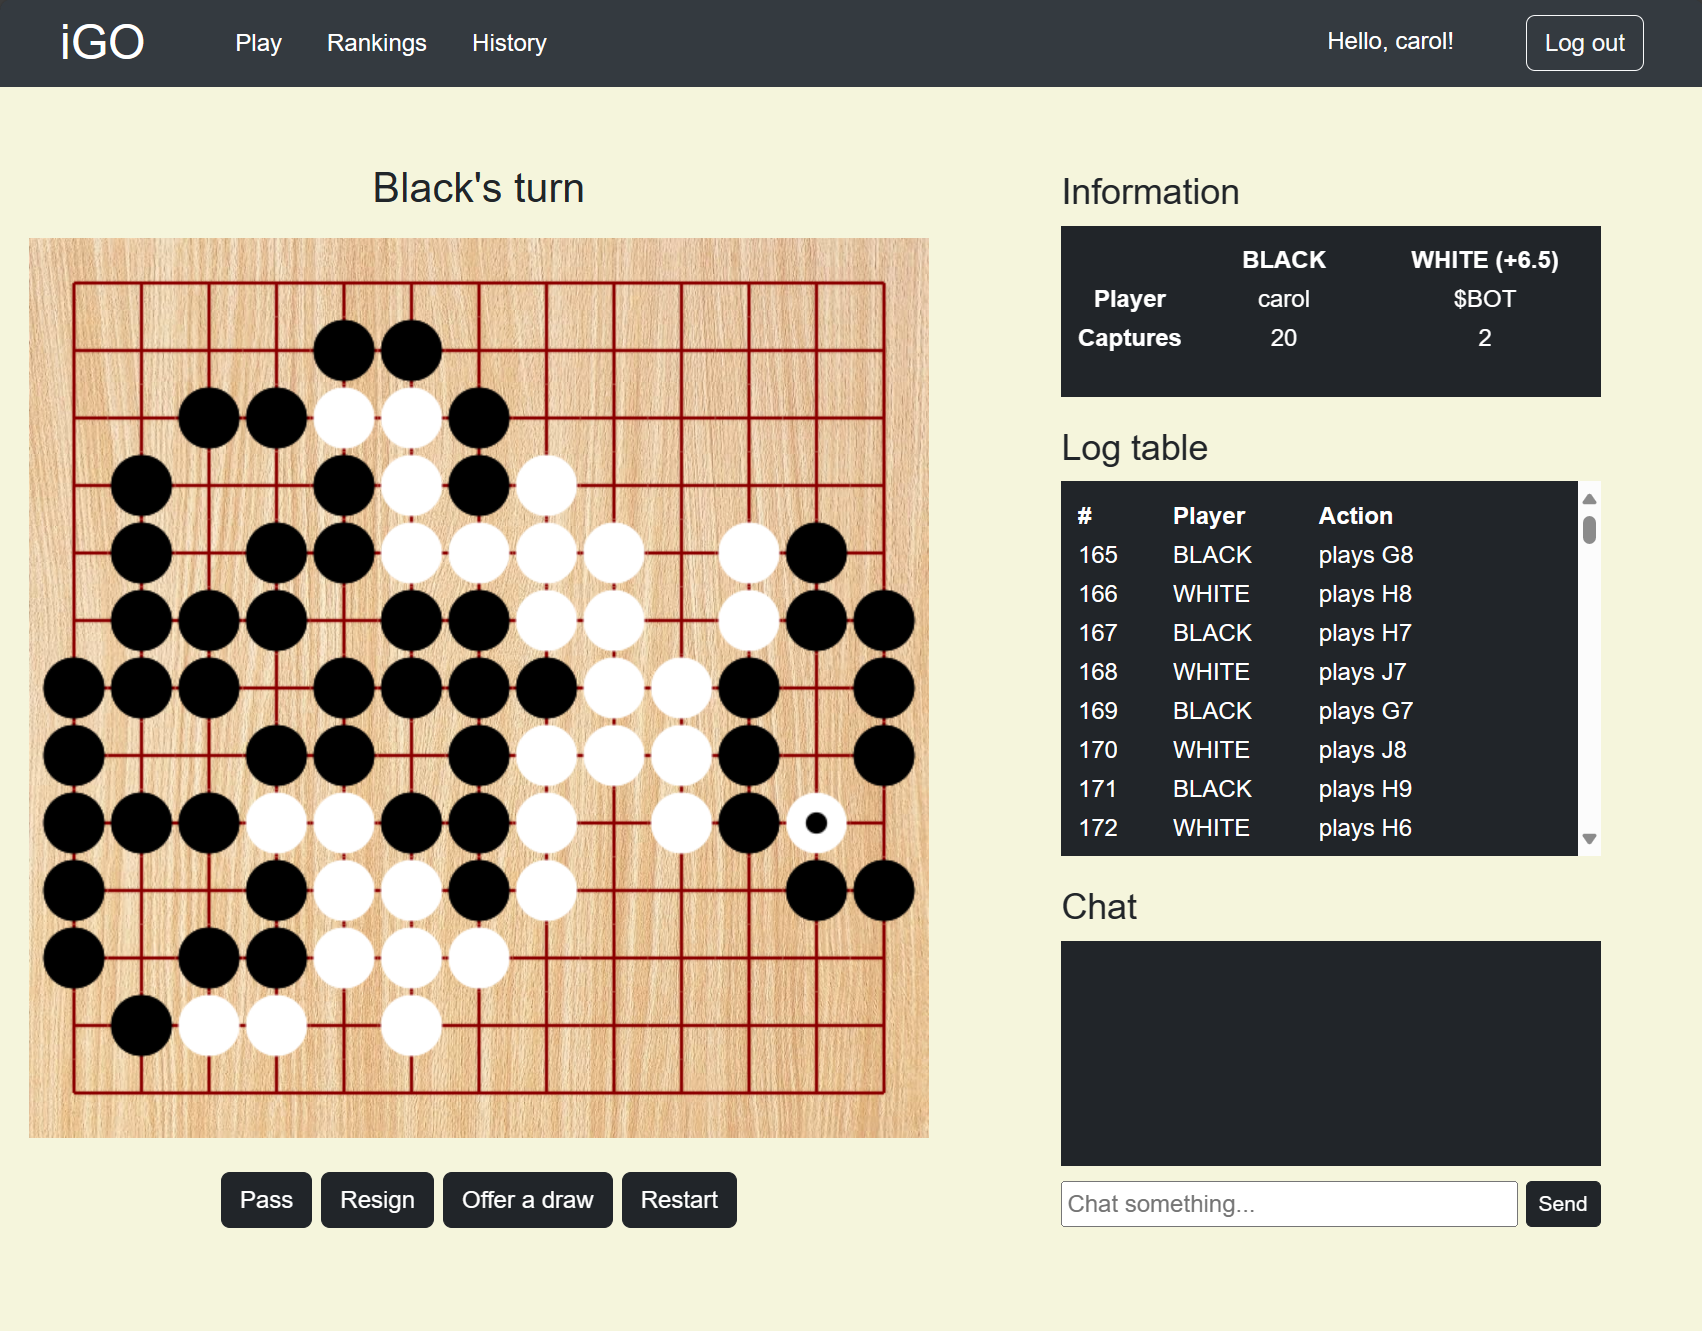 iGO Play Rankings History Hello, carol! Log out
Black's turn
Information
BLACK WHITE (+6.5)
Player carol $BOT
Captures 20 2
Log table
# Player Action
165 BLACK plays G8
166 WHITE plays H8
167 BLACK plays H7
168 WHITE plays J7
169 BLACK plays G7
170 WHITE plays J8
171 BLACK plays H9
172 WHITE plays H6
Chat
Chat something...
Send
Pass Resign Offer a draw Restart